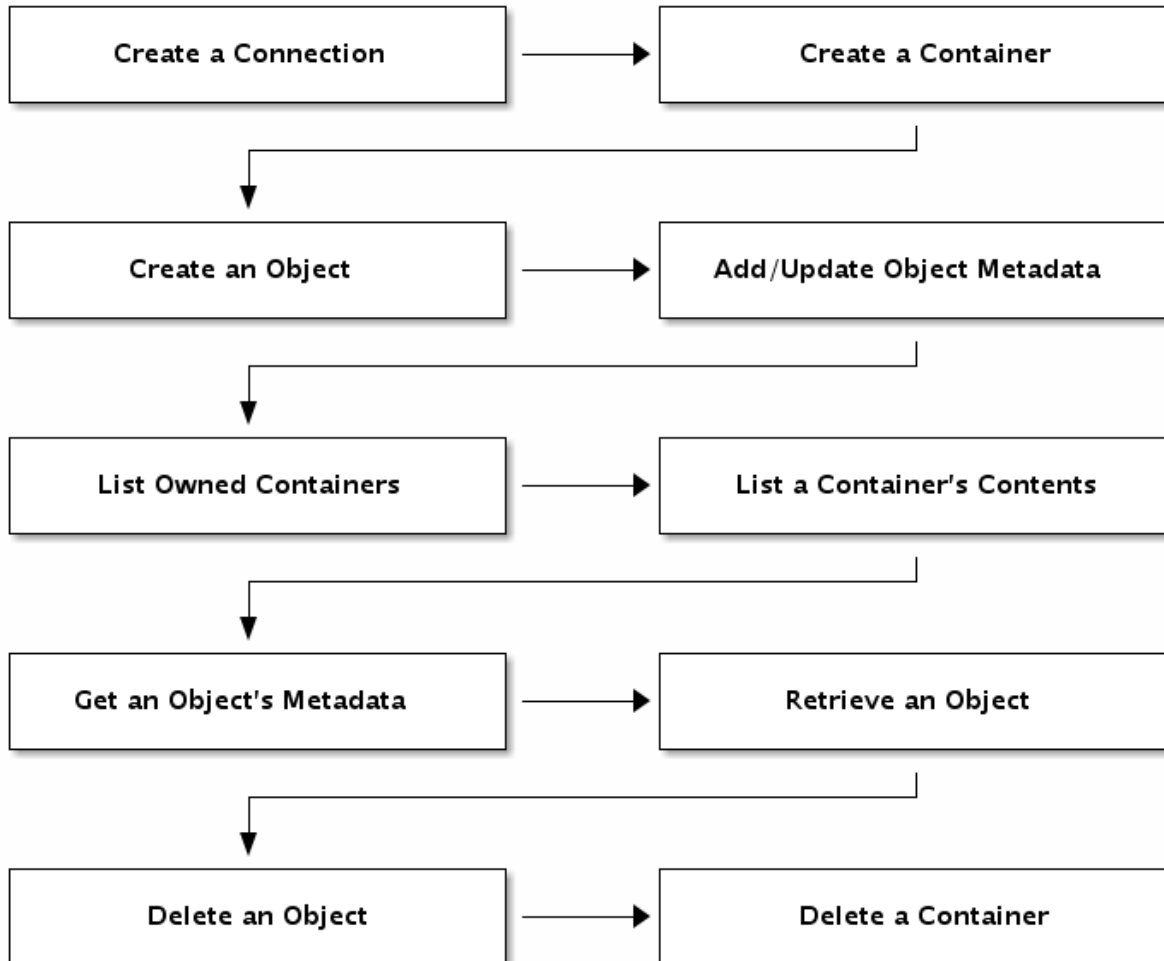 Create a Connection
Create a Container
Create an Object
Add/Update Object Metadata
List Owned Containers
List a Container's Contents
Get an Object's Metadata
Retrieve an Object
Delete an Object
Delete a Container